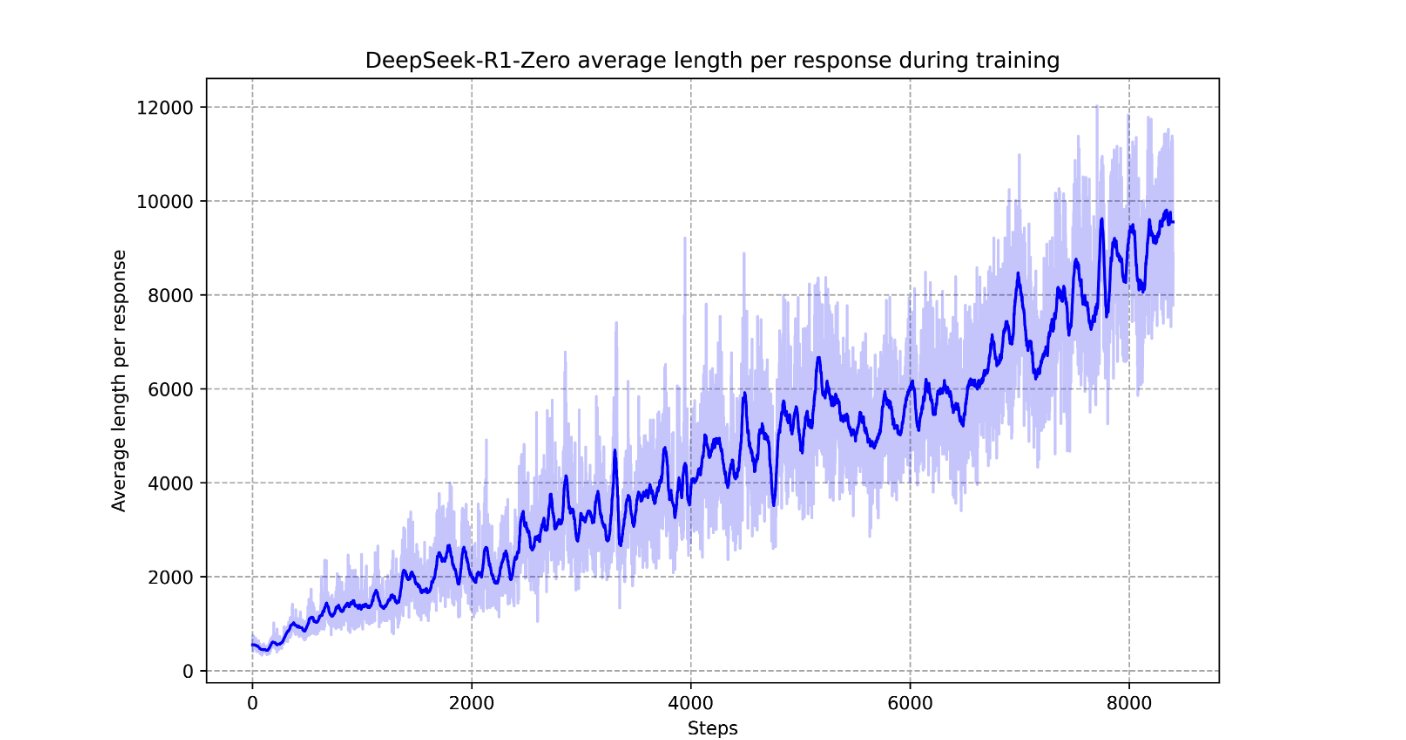 DeepSeek-R1-Zero average length per response during training
12000
10000
8000
6000
4000
2000
0
Average length per response
0 2000 4000 6000 8000
Steps